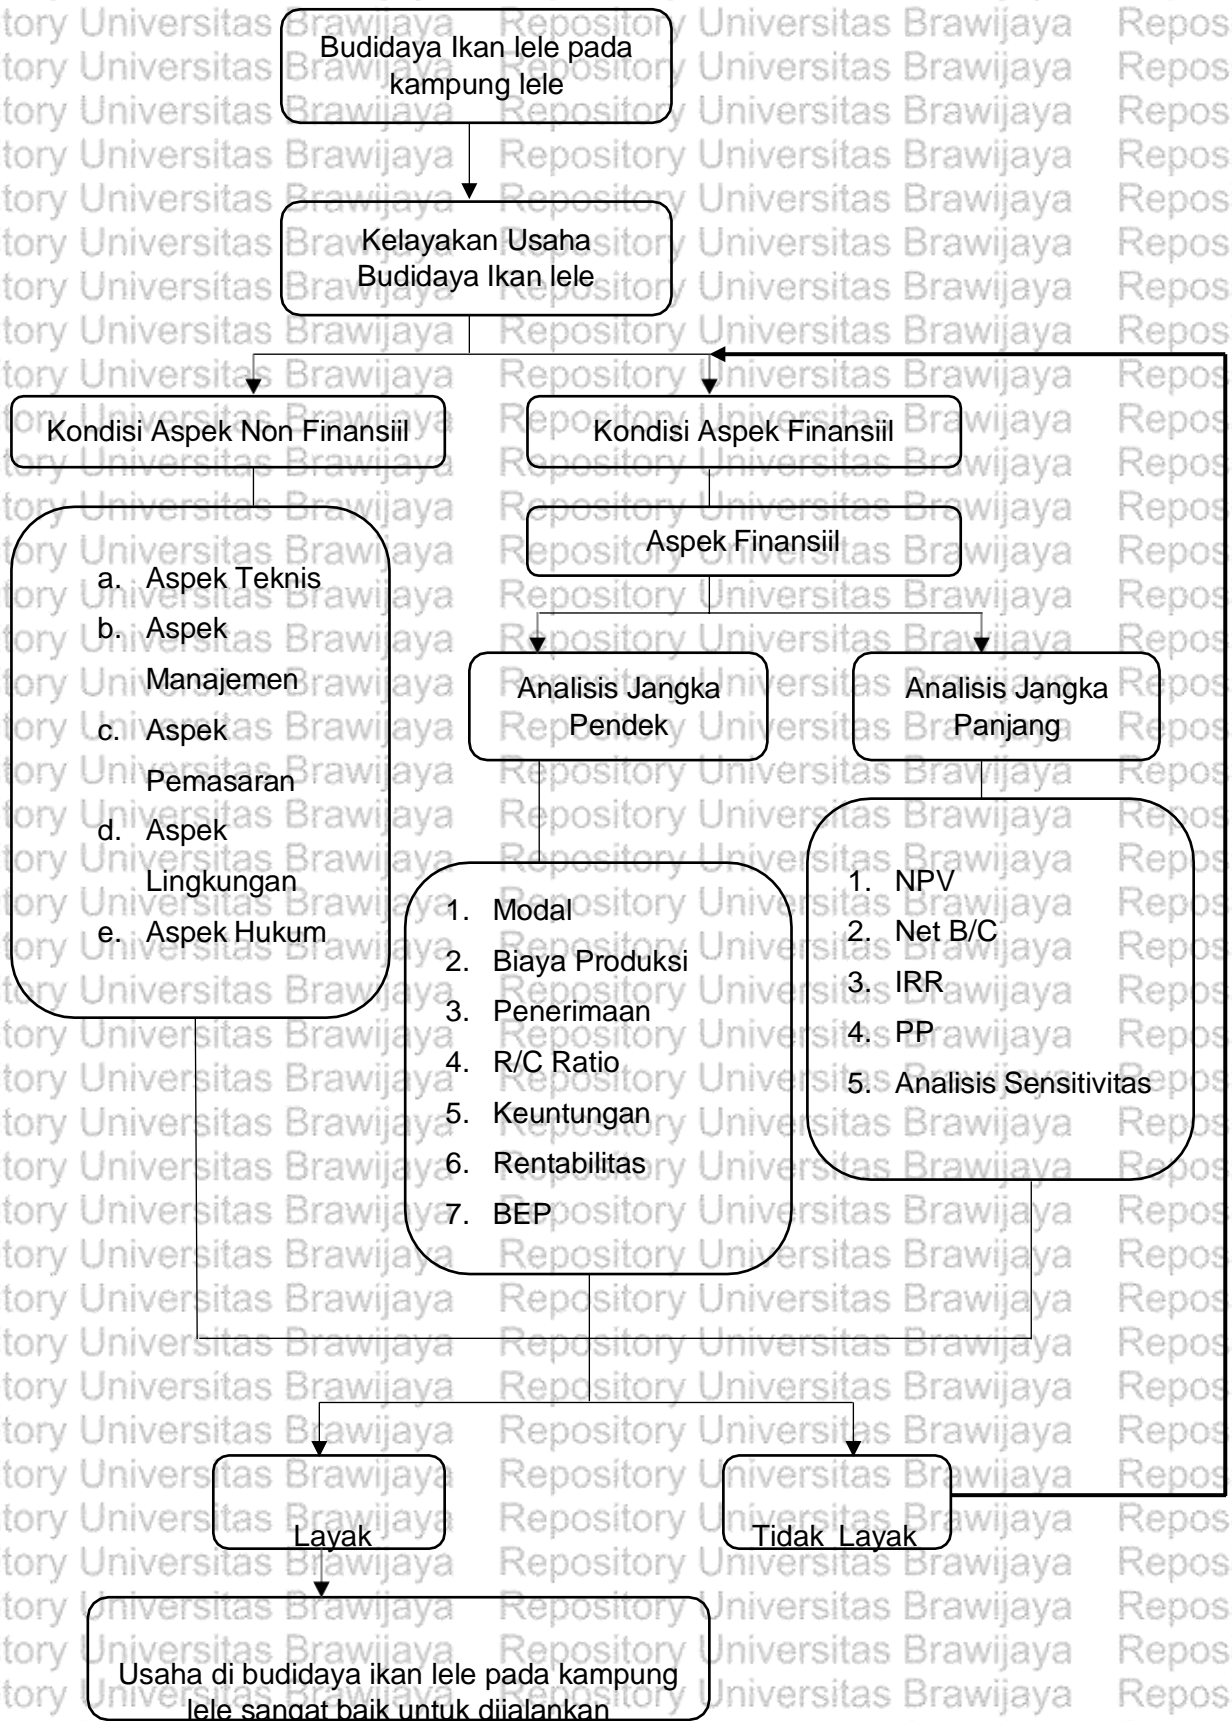 Budidaya Ikan lele pada
kampung lele
Kelayakan Usaha
Budidaya Ikan lele
Kondisi Aspek Non Finansiil
Kondisi Aspek Finansiil
Aspek Finansiil
a. Aspek Teknis
b. Aspek
Manajemen
c. Aspek
Pemasaran
d. Aspek
Lingkungan
e. Aspek Hukum
Analisis Jangka
Pendek
Analisis Jangka
Panjang
1. Modal
2. Biaya Produksi
3. Penerimaan
4. R/C Ratio
5. Keuntungan
6. Rentabilitas
7. BEP
1. NPV
2. Net B/C
3. IRR
4. PP
5. Analisis Sensitivitas
Layak
Tidak Layak
Usaha di budidaya ikan lele pada kampung
lele sangat baik untuk dijalankan